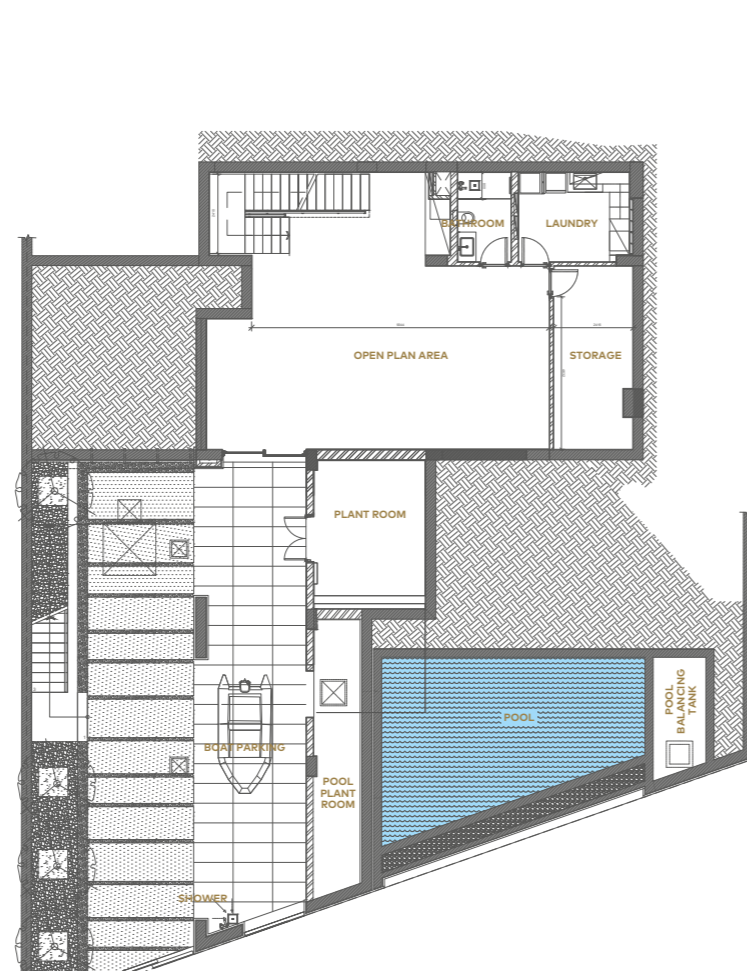 BATHROOM
LAUNDRY
OPEN PLAN AREA
STORAGE
PLANT ROOM
POOL
BALANCING
TANK
POOL
BOAT PARKING
POOL
PLANT
ROOM
SHOWER